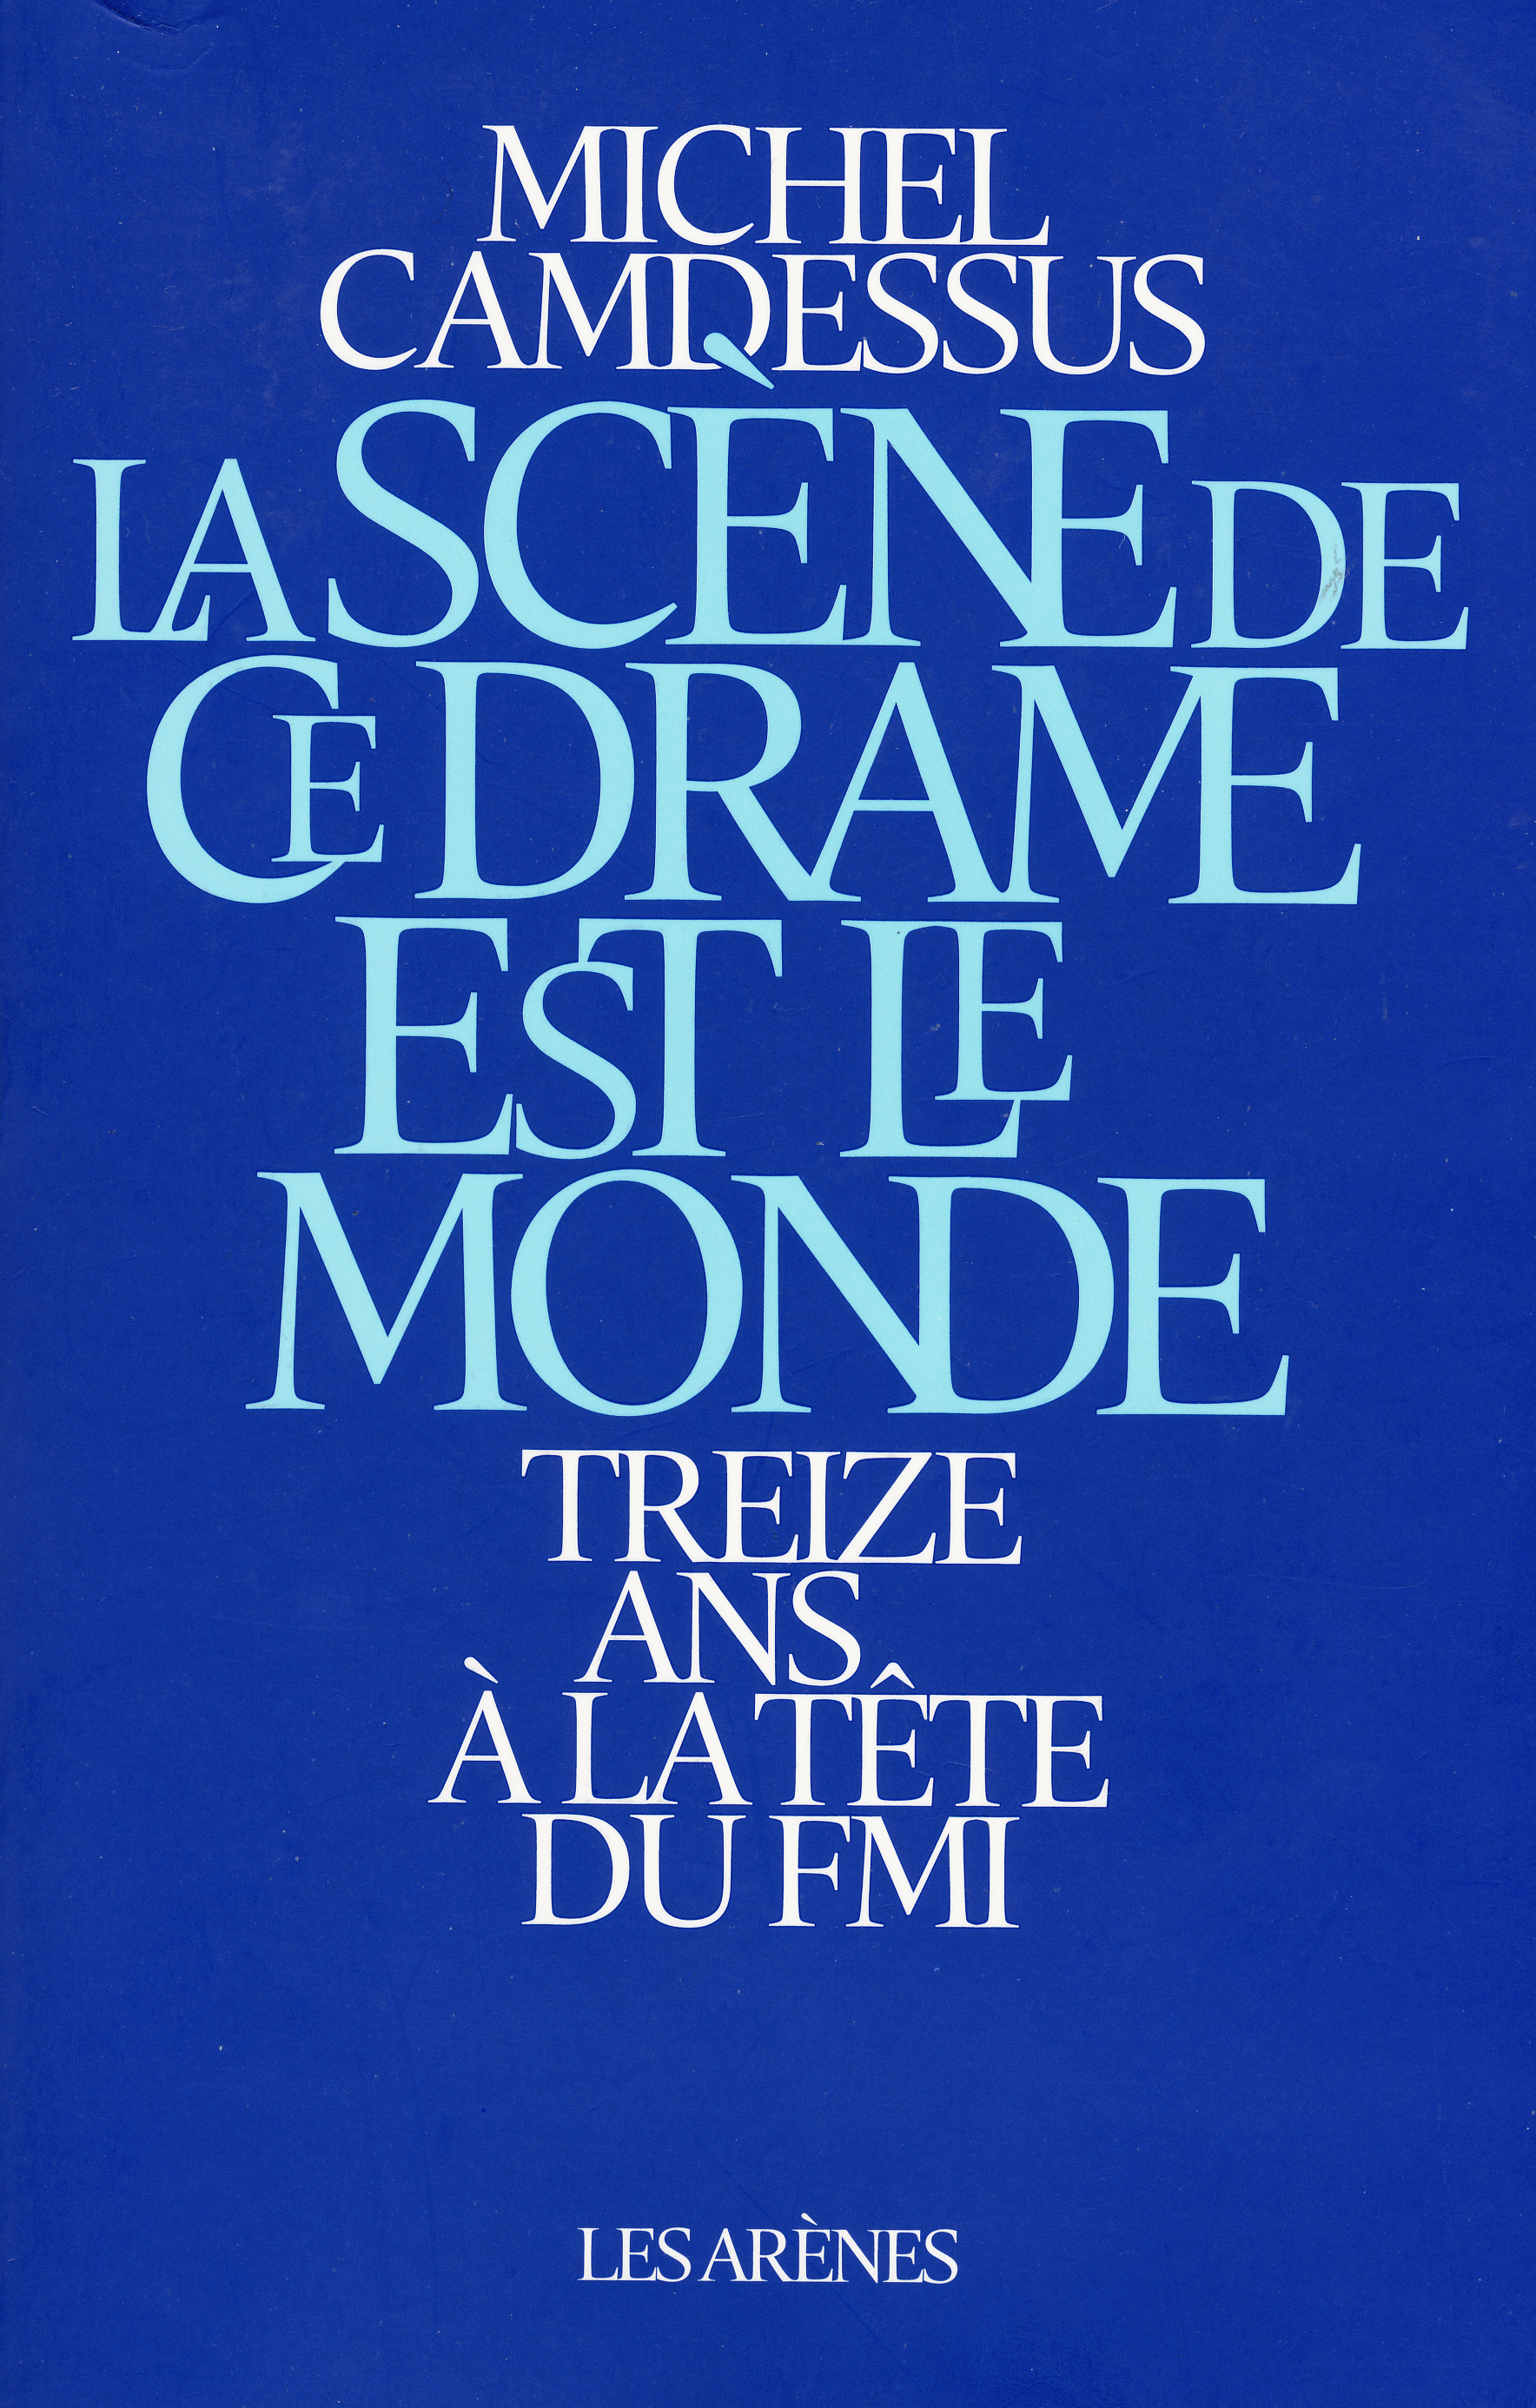 MICHEL
CAMDESSUS
LA SCÈNE DE
CE DRAME
EST LE
MONDE
TREIZE
ANS
À LA TÊTE
DU FMI
LES ARÈNES